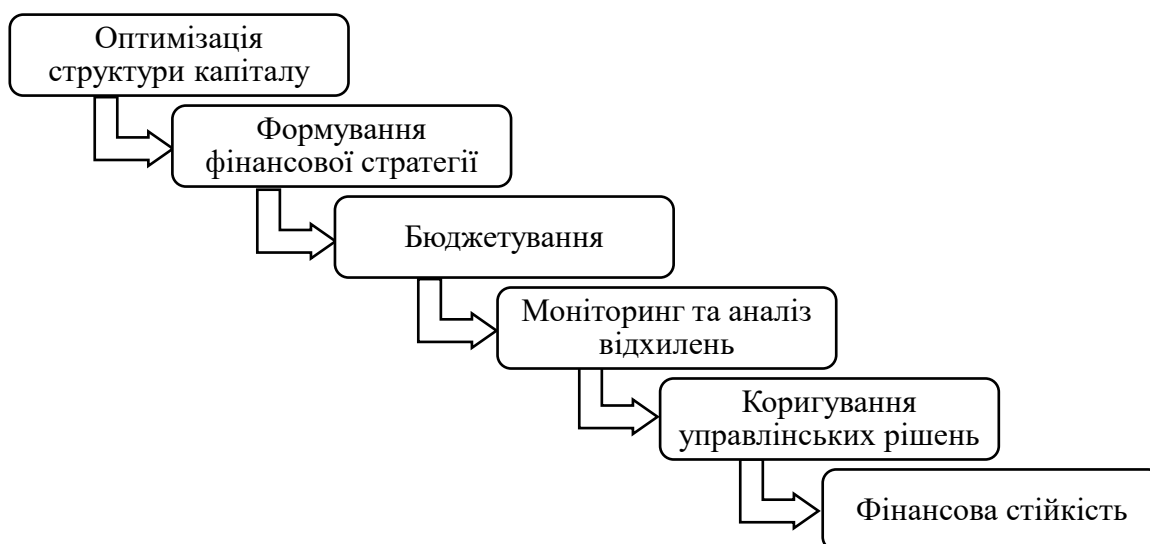 Оптимізація
структури капіталу
Формування
фінансової стратегії
Бюджетування
Моніторинг та аналіз
відхилень
Коригування
управлінських рішень
Фінансова стійкість